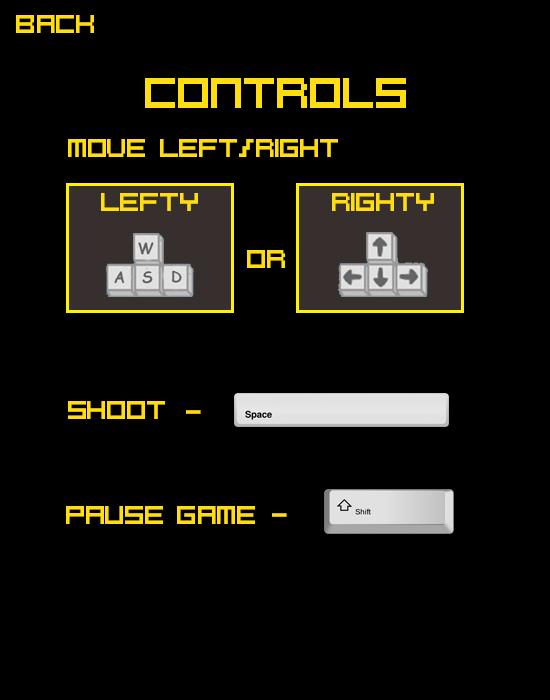 BACK
CONTROLS
MOVE LEFT/RIGHT
LEFTY
RIGHTY
W
OR
A S D
SHOOT -
Space
PAUSE GAME -
Shift